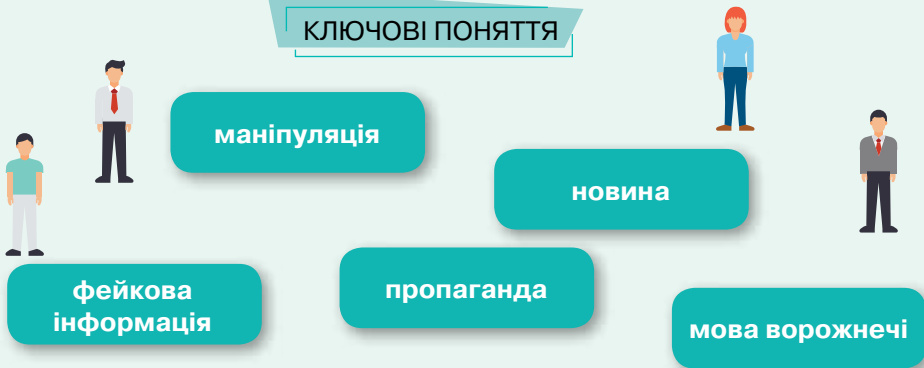 КЛЮЧОВІ ПОНЯТТЯ
маніпуляція
новина
фейкова
інформація
пропаганда
мова ворожнечі